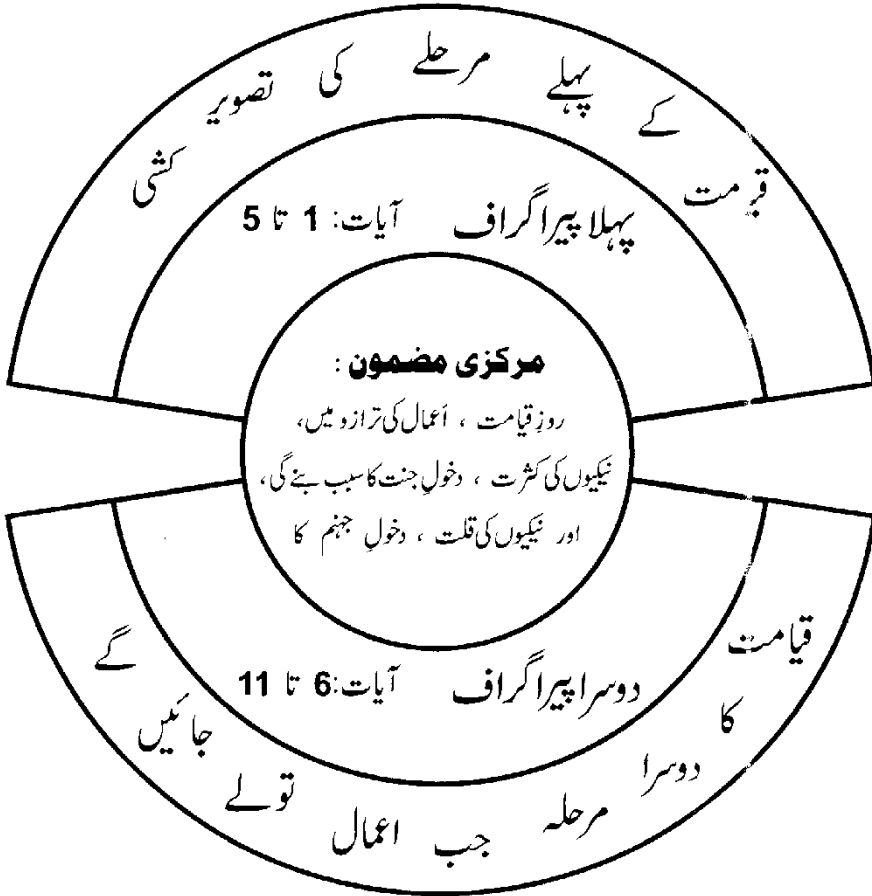 قیامت کے پہلے مرحلے کی تصویر کشی
پہلا پیراگراف آیات: 1 تا 5
مرکزی مضمون :
روزِ قیامت ، اَعمال کی ترازو میں،
نیکیوں کی کثرت ، دخولِ جنت کا سبب بنے گی،
اور نیکیوں کی قلت ، دخولِ جہنم کا
دوسرا پیراگراف آیات:6 تا 11
قیامت کا دوسرا مرحلہ جب اعمال تولے جائیں گے